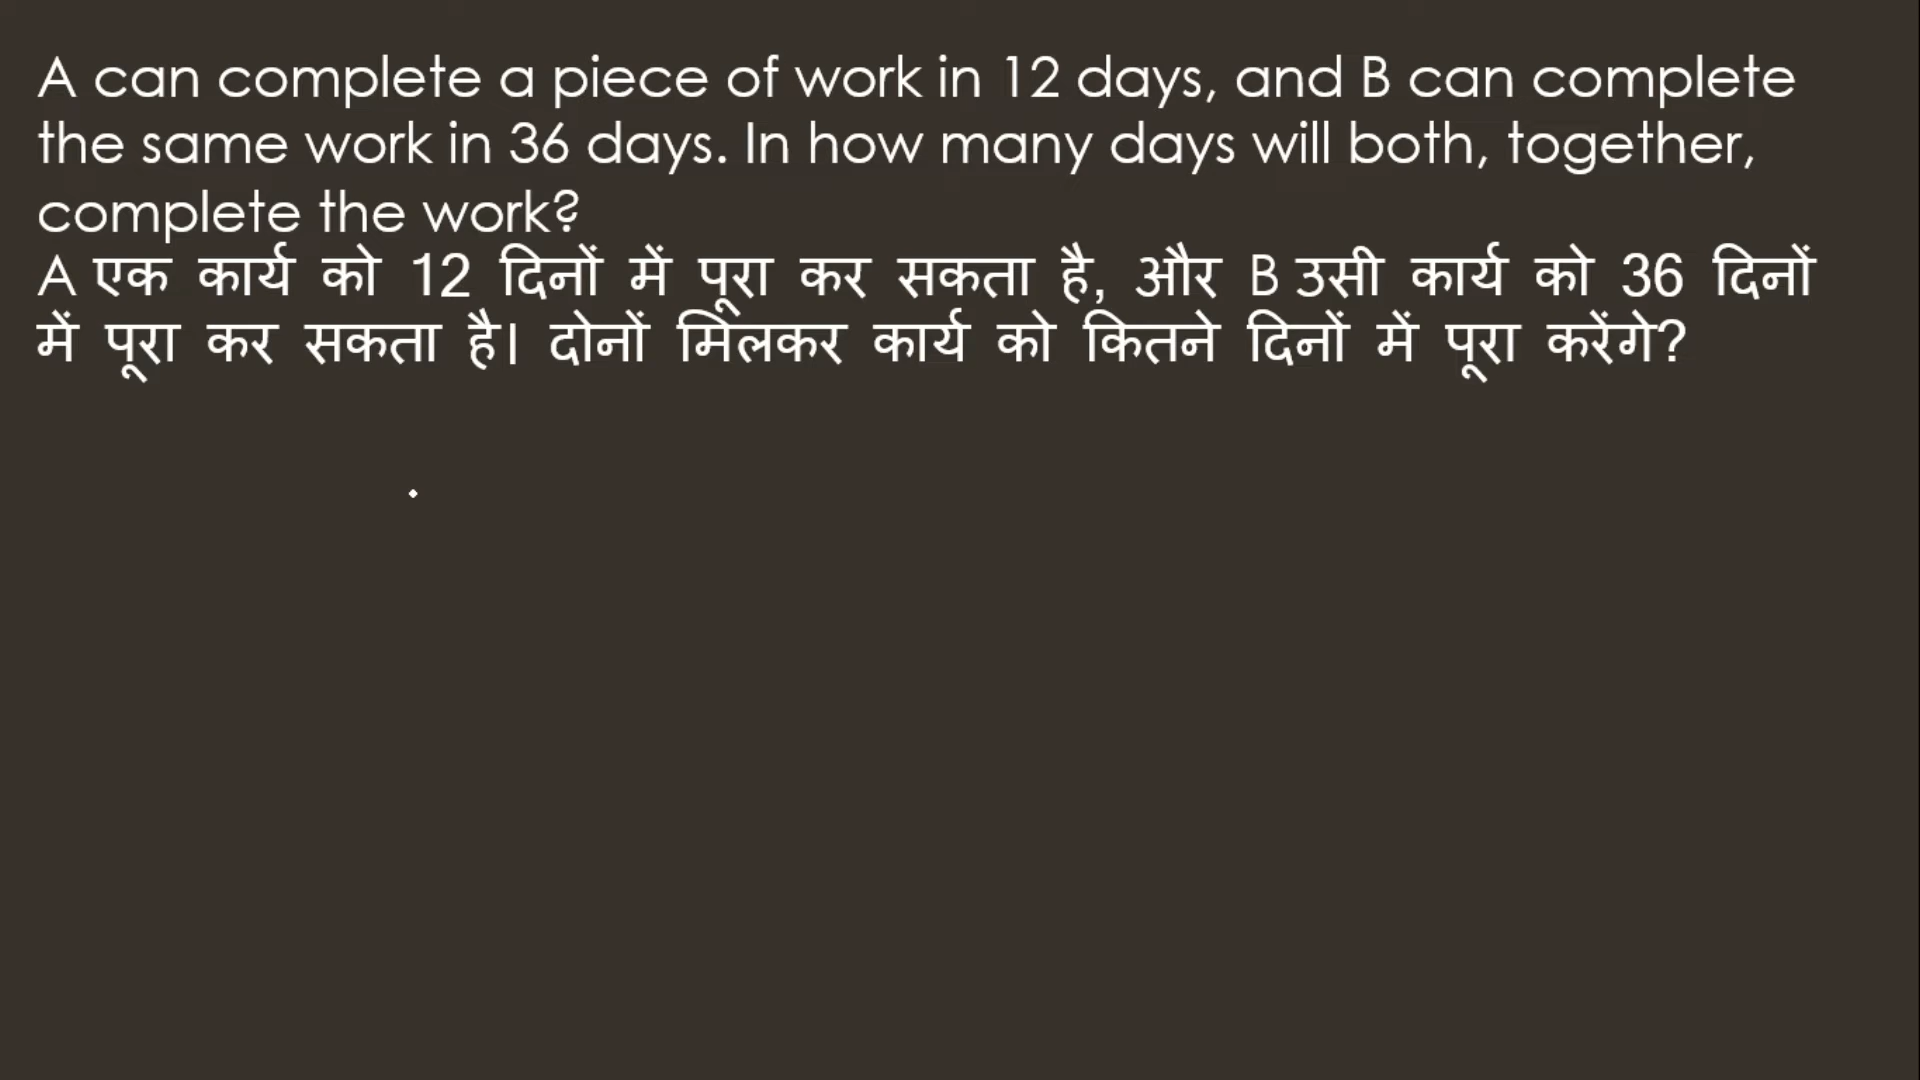 A can complete a piece of work in 12 days, and B can complete
the same work in 36 days. In how many days will both, together,
complete the work?
A एक कार्य को 12 दिनों में पूरा कर सकता है, और B उसी कार्य को 36 दिनों
में पूरा कर सकता है। दोनों मिलकर कार्य को कितने दिनों में पूरा करेंगे?